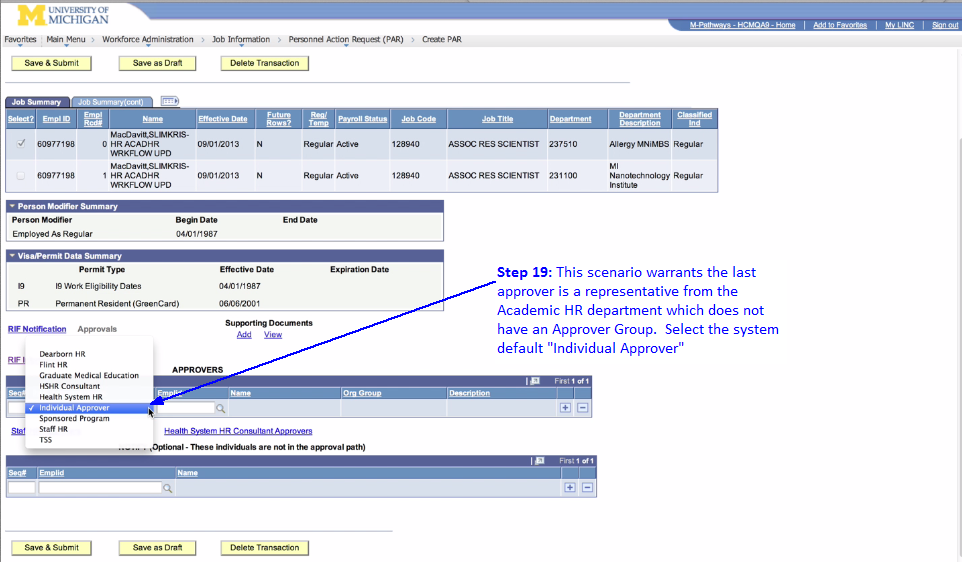 UNIVERSITY OF
MICHIGAN
M-Pathways - HCMQA9 - Home | Add to Favorites | My LINC | Sign out
Favorites | Main Menu > Workforce Administration > Job Information > Personnel Action Request (PAR) > Create PAR
Save & Submit Save as Draft Delete Transaction
Job Summary Job Summary(cont)
Select? Empl ID Empl Rcd# Name Effective Date Future Rows? Reg/Temp Payroll Status Job Code Job Title Department Department Description Classified Ind
60977198 0 MacDavitt,SLIMKRIS-HR ACADHR WRKFLOW UPD 09/01/2013 N Regular Active 128940 ASSOC RES SCIENTIST 237510 Allergy MNiMBS Regular
60977198 1 MacDavitt,SLIMKRIS-HR ACADHR WRKFLOW UPD 09/01/2013 N Regular Active 128940 ASSOC RES SCIENTIST 231100 MI Nanotechnology Institute Regular
Person Modifier Summary
Person Modifier Begin Date End Date
Employed As Regular 04/01/1987
Visa/Permit Data Summary
Permit Type Effective Date Expiration Date
I9 I9 Work Eligibility Dates 04/01/1987
PR Permanent Resident (GreenCard) 06/06/2001
Step 19: This scenario warrants the last
approver is a representative from the
Academic HR department which does not
have an Approver Group. Select the system
default "Individual Approver"
RIF Notification Approvals Supporting Documents
Add View
RIF
APPROVERS
Dearborn HR
Flint HR
Graduate Medical Education
HSHR Consultant
Health System HR
Individual Approver
Sponsored Program
Staff HR
TSS
First 1 of 1
Seq# Emplid Name Org Group Description
Staf Health System HR Consultant Approvers
(Optional - These individuals are not in the approval path)
First 1 of 1
Seq# Emplid Name
Save & Submit Save as Draft Delete Transaction